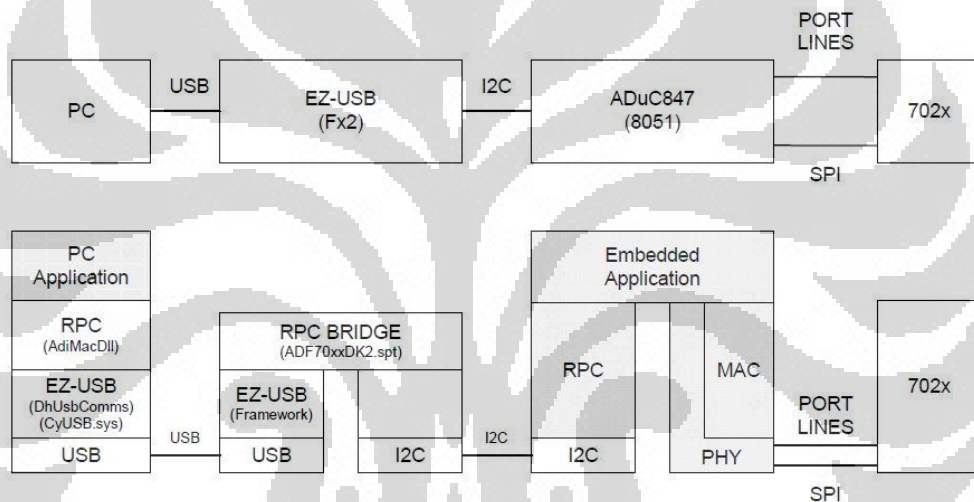 PORT
LINES
USB
I2C
PC
EZ-USB
(Fx2)
ADuC847
(8051)
702x
SPI
PC
Application
Embedded
Application
RPC
(AdiMacDll)
RPC BRIDGE
(ADF70xxDK2.spt)
RPC
MAC
702x
EZ-USB
(DhUsbComms)
(CyUSB.sys)
EZ-USB
(Framework)
PORT
LINES
USB
USB
USB
I2C
I2C
I2C
PHY
SPI